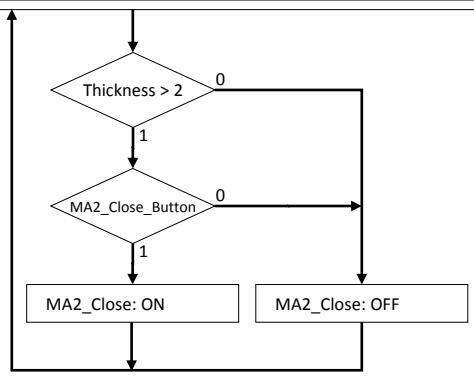 Thickness > 2
0
1
MA2_Close_Button
0
1
MA2_Close: ON
MA2_Close: OFF